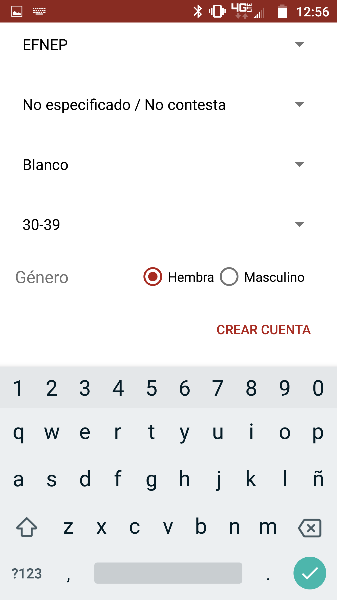 4G 12:56
EFNEP
No especificado / No contesta
Blanco
30-39
Género Hembra Masculino
CREAR CUENTA
1 2 3 4 5 6 7 8 9 0
q w e r t y u i o p
a s d f g h j k l ñ
z x c v b n m
?123 , .